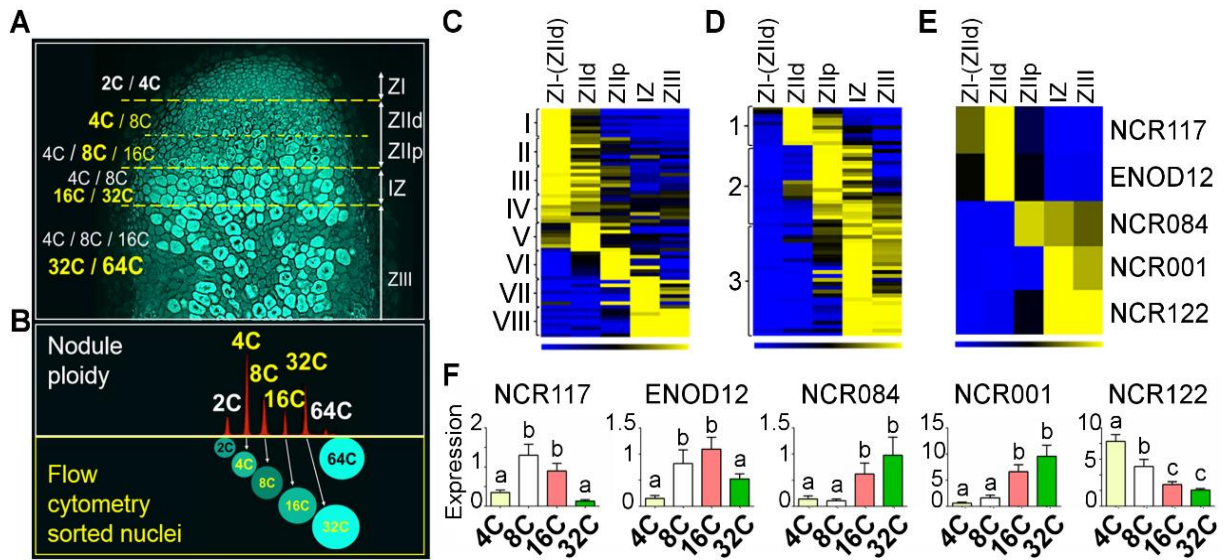 A
2C / 4C
4C / 8C
4C / 8C / 16C
4C / 8C
16C / 32C
4C / 8C / 16C
32C / 64C
ZI
ZIId
ZIIp
IZ
ZIII
B
Nodule
ploidy
2C
4C
8C
16C
32C
64C
Flow
cytometry
sorted nuclei
2C
4C
8C
16C
32C
64C
C
ZI-(ZIId)
ZIId
ZIIp
IZ
ZIII
I
II
III
IV
V
VI
VII
VIII
D
ZI-(ZIId)
ZIId
ZIIp
IZ
ZIII
1
2
3
E
ZI-(ZIId)
ZIId
ZIIp
IZ
ZIII
NCR117
ENOD12
NCR084
NCR001
NCR122
F
Expression
NCR117
2
1
0
a
b
b
a
4C
8C
16C
32C
ENOD12
1.5
1
0
a
b
b
a
4C
8C
16C
32C
NCR084
1.5
1
0
a
a
b
b
4C
8C
16C
32C
NCR001
15
10
5
0
a
a
b
b
4C
8C
16C
32C
NCR122
10
5
0
a
b
c
c
4C
8C
16C
32C